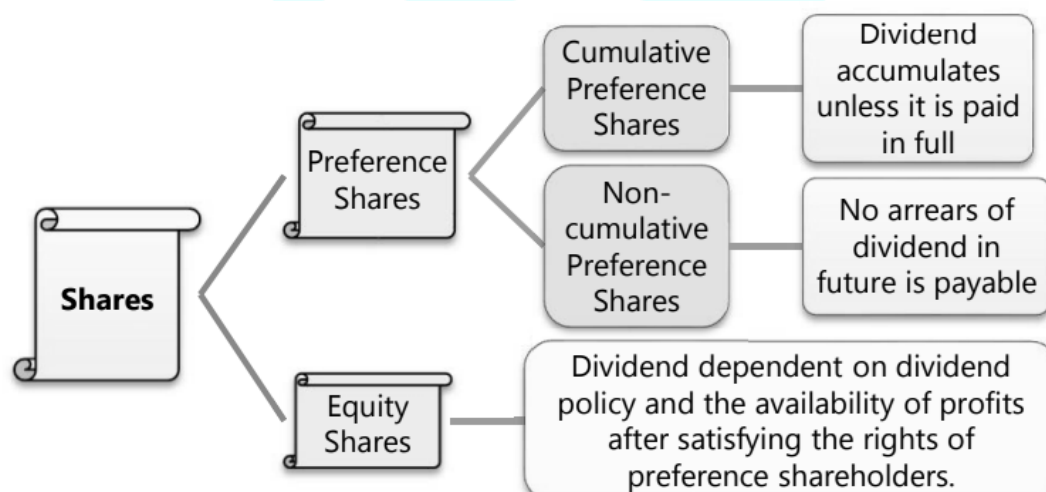 Shares
Preference
Shares
Cumulative
Preference
Shares
Dividend
accumulates
unless it is paid
in full
Non-
cumulative
Preference
Shares
No arrears of
dividend in
future is payable
Equity
Shares
Dividend dependent on dividend
policy and the availability of profits
after satisfying the rights of
preference shareholders.